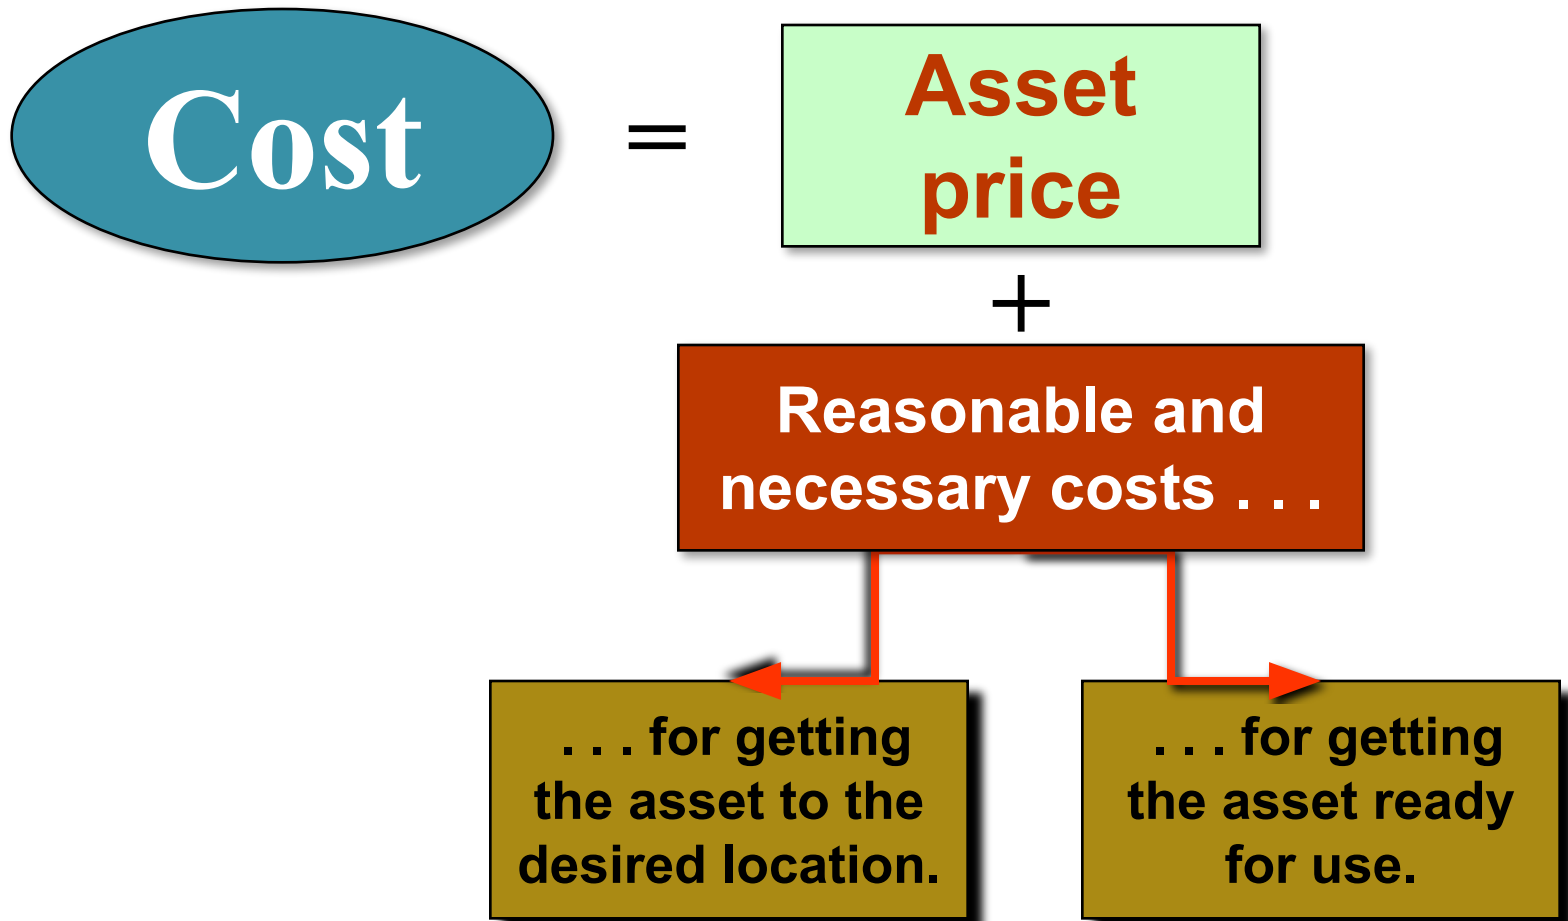 Cost
=
Asset
price
+
Reasonable and
necessary costs . . .
. . . for getting
the asset to the
desired location.
. . . for getting
the asset ready
for use.